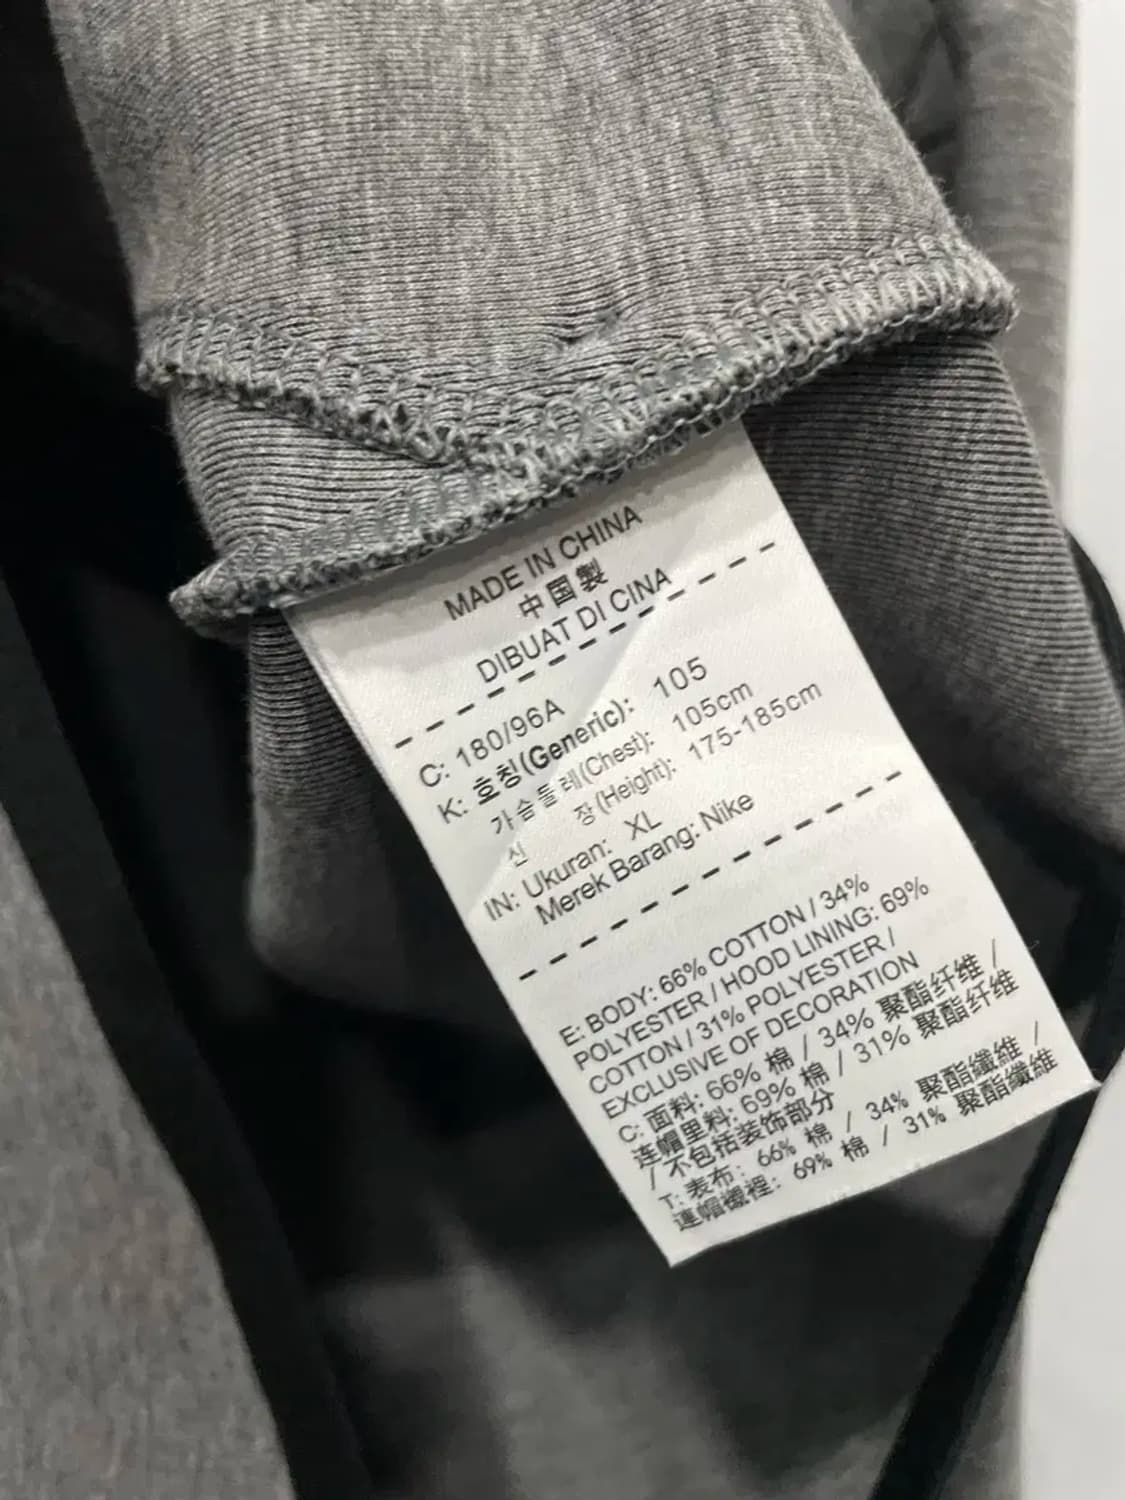 MADE IN CHINA
中国製
DIBUAT DI CINA
C: 180/96A
K: 호칭(Generic): 105
가슴둘레(Chest): 105cm
신 장(Height): 175-185cm
IN: Ukuran: XL
Merek Barang: Nike
E: BODY: 66% COTTON / 34%
POLYESTER / HOOD LINING: 69%
COTTON / 31% POLYESTER /
EXCLUSIVE OF DECORATION
C: 面料: 66% 棉 / 34% 聚酯纤维 /
连帽里料: 69% 棉 / 31% 聚酯纤维
/ 不包括装饰部分
T: 表布: 66% 棉 / 34% 聚酯纖維 /
連帽襯裡: 69% 棉 / 31% 聚酯纖維